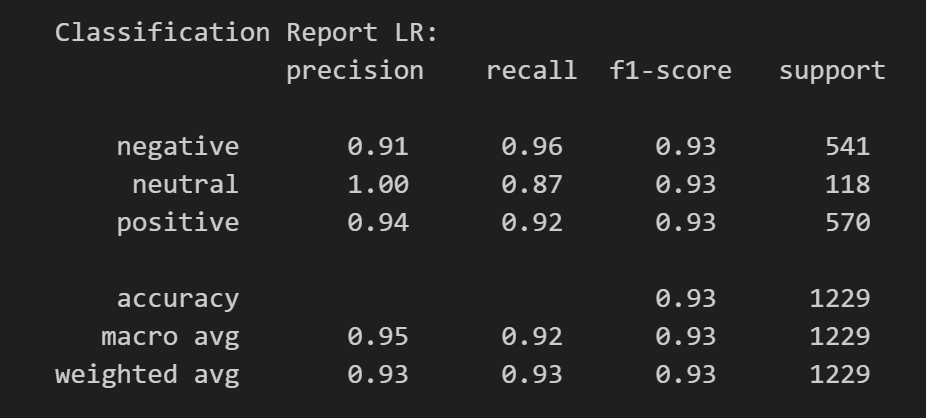 Classification Report LR:
precision recall f1-score support
negative 0.91 0.96 0.93 541
neutral 1.00 0.87 0.93 118
positive 0.94 0.92 0.93 570
accuracy 0.93 1229
macro avg 0.95 0.92 0.93 1229
weighted avg 0.93 0.93 0.93 1229